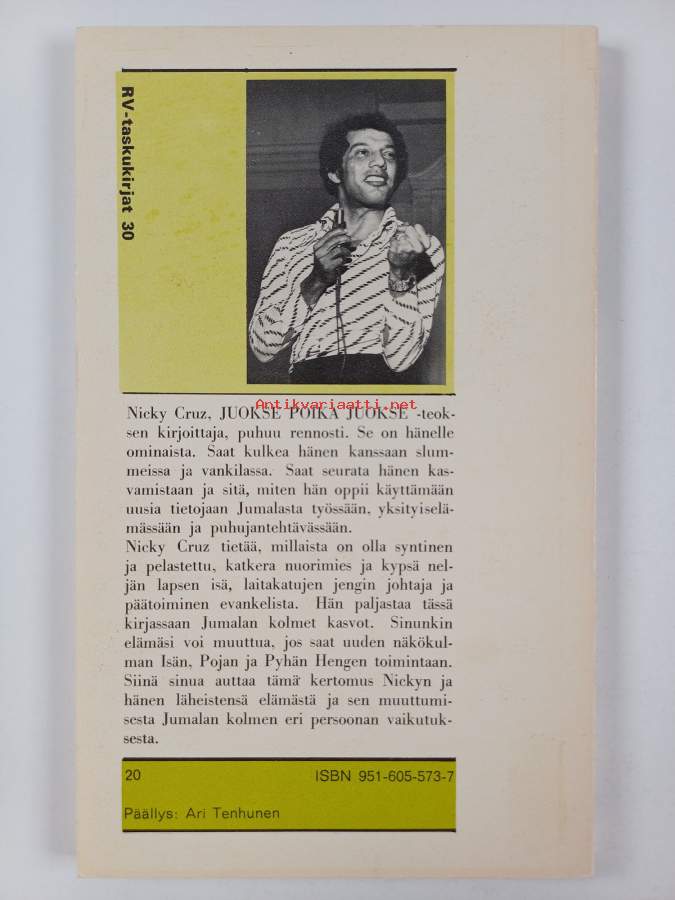 RV-taskukirjat 30
Antikvariaatti.net
Nicky Cruz, JUOKSE POIKA JUOKSE -teok-
sen kirjoittaja, puhuu rennosti. Se on hänelle
ominaista. Saat kulkea hänen kanssaan slum-
meissa ja vankilassa. Saat seurata hänen kas-
vamistaan ja sitä, miten hän oppii käyttämään
uusia tietojaan Jumalasta työssään, yksityiselä-
mässään ja puhujantehtävässään.
Nicky Cruz tietää, millaista on olla syntinen
ja pelastettu, katkera nuorimies ja kypsä nel-
jän lapsen isä, laitakatujen jengin johtaja ja
päätoiminen evankelista. Hän paljastaa tässä
kirjassaan Jumalan kolmet kasvot. Sinunkin
elämäsi voi muuttua, jos saat uuden näkökul-
man Isän, Pojan ja Pyhän Hengen toimintaan.
Siinä sinua auttaa tämä kertomus Nickyn ja
hänen läheistensä elämästä ja sen muuttumi-
sesta Jumalan kolmen eri persoonan vaikutuk-
sesta.
20 ISBN 951-605-573-7
Päällys: Ari Tenhunen